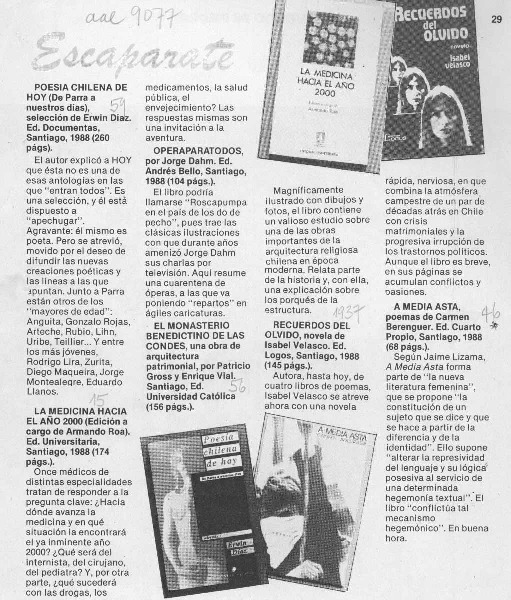 aae 9077
29
Escaparate
POESIA CHILENA DE
HOY (De Parra a
nuestros días),
59
selección de Erwin Díaz.
Ed. Documentas,
Santiago, 1988 (260
págs).
El autor explicó a HOY
que ésta no es una de
esas antologías en las
que "entran todos". Es
una selección, y él está
dispuesto a
"apechugar".
Agravante: él mismo es
poeta. Pero se atrevió,
movido por el deseo de
difundir las nuevas
creaciones poéticas y
las líneas a las que
apuntan. Junto a Parra
están otros de los
"mayores de edad":
Anguita, Gonzalo Rojas,
Arteche, Rubio, Lihn,
Uribe, Teillier... Y entre
los más jóvenes,
Rodrigo Lira, Zurita,
Diego Maqueira, Jorge
Montealegre, Eduardo
Llanos.
15
LA MEDICINA HACIA
EL AÑO 2000 (Edición a
cargo de Armando Roa).
Ed. Universitaria,
Santiago, 1988 (174
págs.).
Once médicos de
distintas especialidades
tratan de responder a la
pregunta clave: ¿Hacia
dónde avanza la
medicina y en qué
situación la encontrará
el ya inminente año
2000? ¿Qué será del
internista, del cirujano,
del pediatra? Y, por otra
parte, ¿qué sucederá
con las drogas, los
medicamentos, la salud
pública, el
envejecimiento? Las
respuestas mismas son
una invitación a la
aventura.
OPERAPARATODOS,
por Jorge Dahm. Ed.
Andrés Bello, Santiago,
1988 (104 págs.).
El libro podría
llamarse "Roscapumpa
en el país de los do de
pecho", pues trae las
clásicas ilustraciones
con que durante años
amenizó Jorge Dahm
sus charlas por
televisión. Aquí resume
una cuarentena de
óperas, a las que va
poniendo "repartos" en
ágiles caricaturas.
EL MONASTERIO
BENEDICTINO DE LAS
CONDES, una obra de
arquitectura
patrimonial, por Patricio
Gross y Enrique Vial.
56
Santiago, Ed.
Universidad Católica
(156 págs.).
Magníficamente
ilustrado con dibujos y
fotos, el libro contiene
un valioso estudio sobre
una de las obras
importantes de la
arquitectura religiosa
chilena en época
moderna. Relata parte
de la historia y, con ella,
una explicación sobre
los porqués de la
estructura.
1937
RECUERDOS DEL
OLVIDO, novela de
Isabel Velasco. Ed.
Logos, Santiago, 1988
(145 págs.).
Autora, hasta hoy, de
cuatro libros de poemas,
Isabel Velasco se atreve
ahora con una novela
rápida, nerviosa, en que
combina la atmósfera
campestre de un par de
décadas atrás en Chile
con crisis
matrimoniales y la
progresiva irrupción de
los trastornos políticos.
Aunque el libro es breve,
en sus páginas se
acumulan conflictos y
pasiones.
A MEDIA ASTA,
46
poemas de Carmen
Berenguer. Ed. Cuarto
Propio, Santiago, 1988
(68 págs.).
Según Jaime Lizama,
A Media Asta forma
parte de "la nueva
literatura femenina",
que se propone "la
constitución de un
sujeto que se dice y que
se hace a partir de la
diferencia y de la
identidad". Ello supone
"alterar la represividad
del lenguaje y su lógica
posesiva al servicio de
una determinada
hegemonía textual". El
libro "conflictúa tal
mecanismo
hegemónico". En buena
hora.
LA MEDICINA
HACIA EL AÑO
2000
RECUERDOS
del
OLVIDO
novela
Isabel
Velasco
Poesía
chilena
de hoy
Erwin
Díaz
A MEDIA ASTA